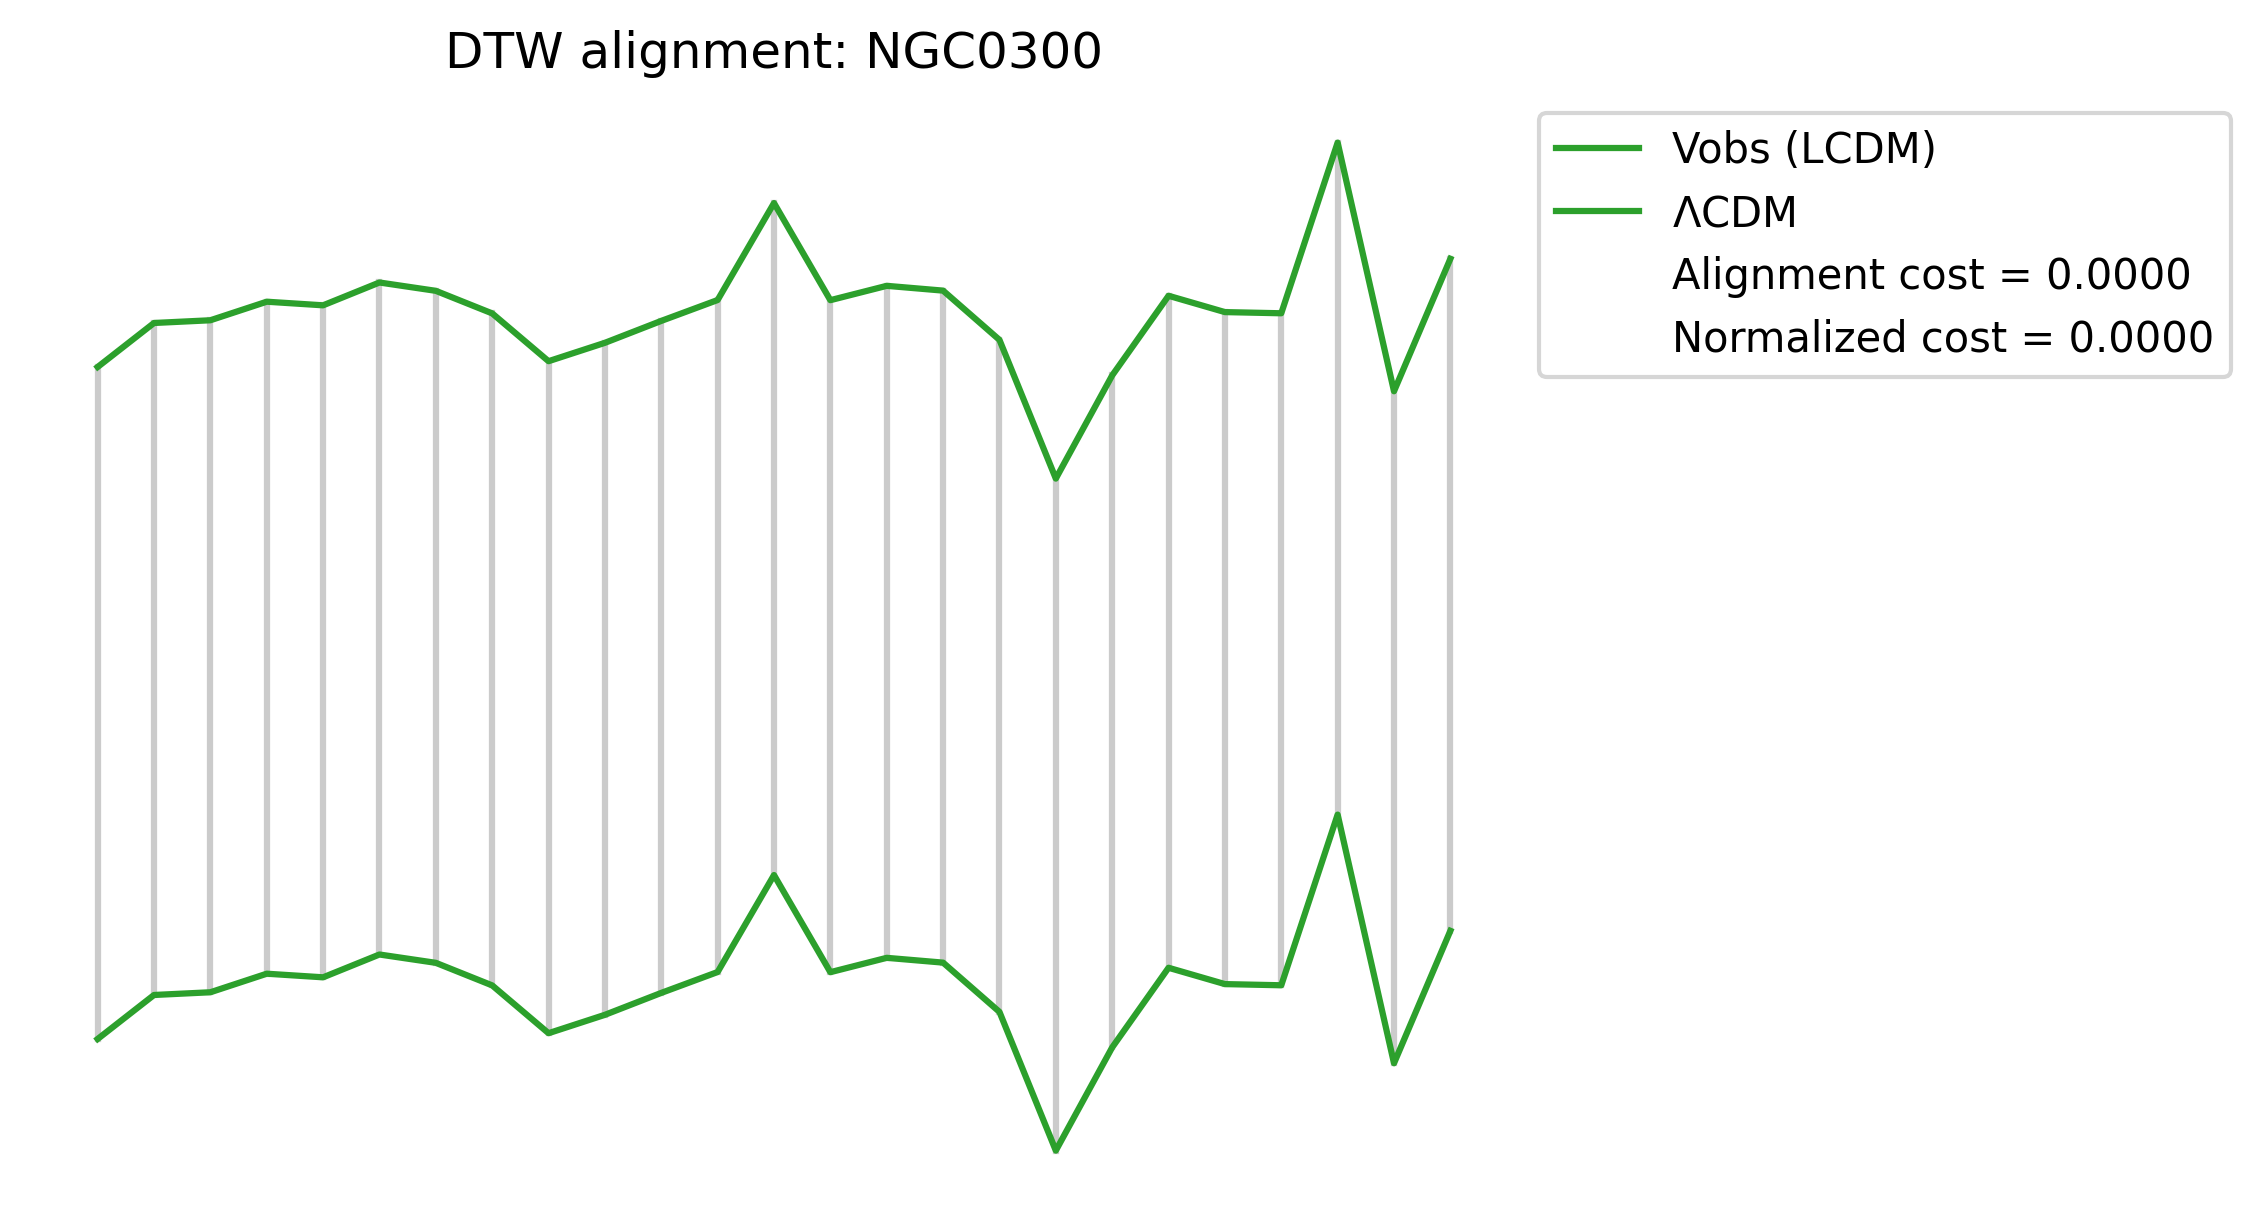 DTW alignment: NGC0300
Vobs (LCDM)
ΛCDM
Alignment cost = 0.0000
Normalized cost = 0.0000